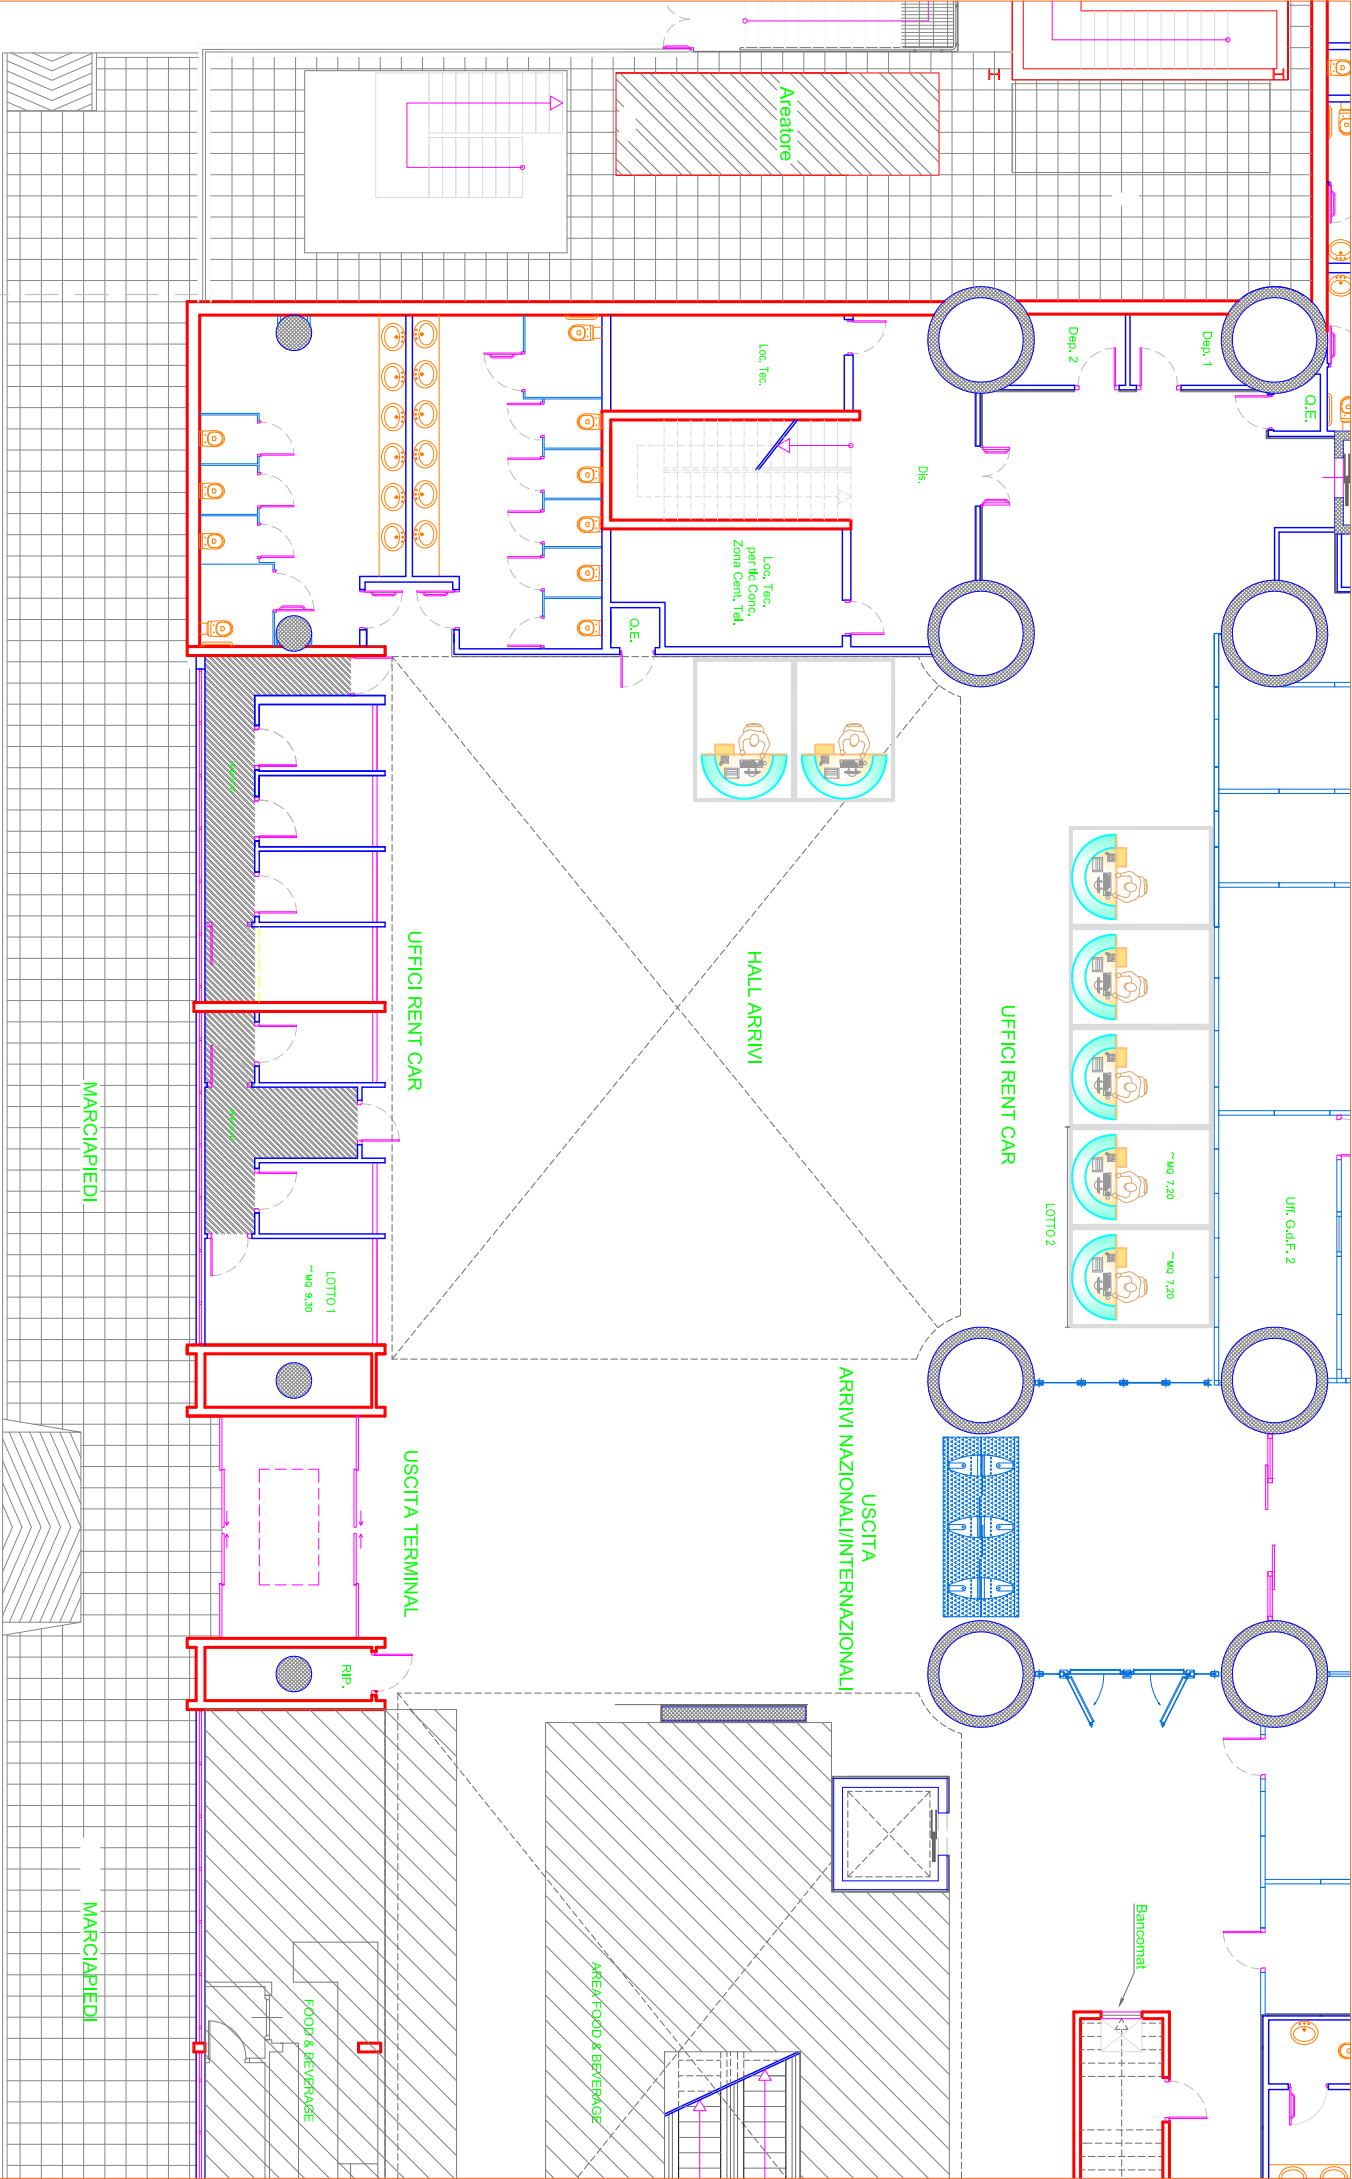 Areatore
Dep. 2
Dep. 1
Q.E.
Loc. Tec.
Dis.
Loc. Tec.
per tlc Conc.
Zona Cent. Tel.
Q.E.
UFFICI RENT CAR
HALL ARRIVI
UFFICI RENT CAR
MARCIAPIEDI
~MQ 7,20
~MQ 7,20
LOTTO 2
Uff. G.d.F. 2
LOTTO 1
~MQ 9,30
USCITA TERMINAL
USCITA
ARRIVI NAZIONALI/INTERNAZIONALI
RIP.
Bancomat
MARCIAPIEDI
FOOD & BEVERAGE
AREA FOOD & BEVERAGE